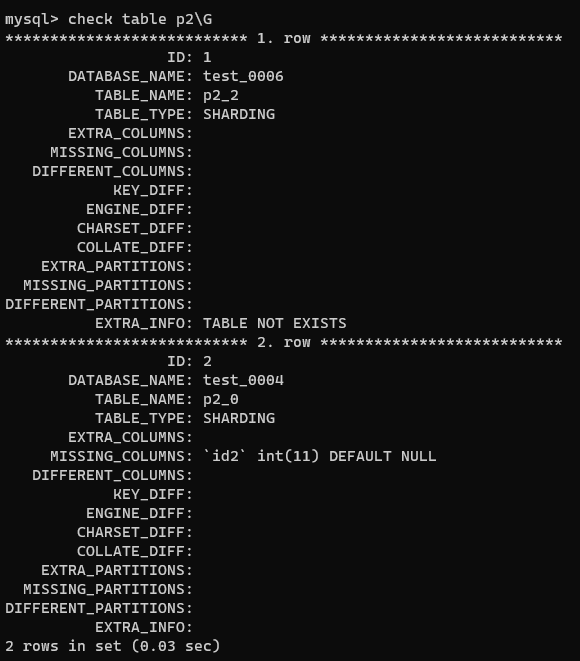 mysql> check table p2\G
*************************** 1. row ***************************
ID: 1
DATABASE_NAME: test_0006
TABLE_NAME: p2_2
TABLE_TYPE: SHARDING
EXTRA_COLUMNS:
MISSING_COLUMNS:
DIFFERENT_COLUMNS:
KEY_DIFF:
ENGINE_DIFF:
CHARSET_DIFF:
COLLATE_DIFF:
EXTRA_PARTITIONS:
MISSING_PARTITIONS:
DIFFERENT_PARTITIONS:
EXTRA_INFO: TABLE NOT EXISTS
*************************** 2. row ***************************
ID: 2
DATABASE_NAME: test_0004
TABLE_NAME: p2_0
TABLE_TYPE: SHARDING
EXTRA_COLUMNS:
MISSING_COLUMNS: `id2` int(11) DEFAULT NULL
DIFFERENT_COLUMNS:
KEY_DIFF:
ENGINE_DIFF:
CHARSET_DIFF:
COLLATE_DIFF:
EXTRA_PARTITIONS:
MISSING_PARTITIONS:
DIFFERENT_PARTITIONS:
EXTRA_INFO:
2 rows in set (0.03 sec)